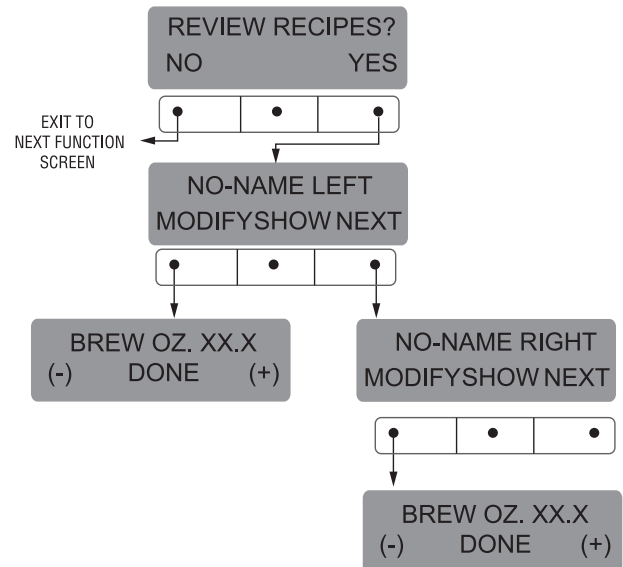 REVIEW RECIPES?
NO YES
EXIT TO
NEXT FUNCTION
SCREEN
NO-NAME LEFT
MODIFYSHOW NEXT
BREW OZ. XX.X
(-) DONE (+)
NO-NAME RIGHT
MODIFYSHOW NEXT
BREW OZ. XX.X
(-) DONE (+)